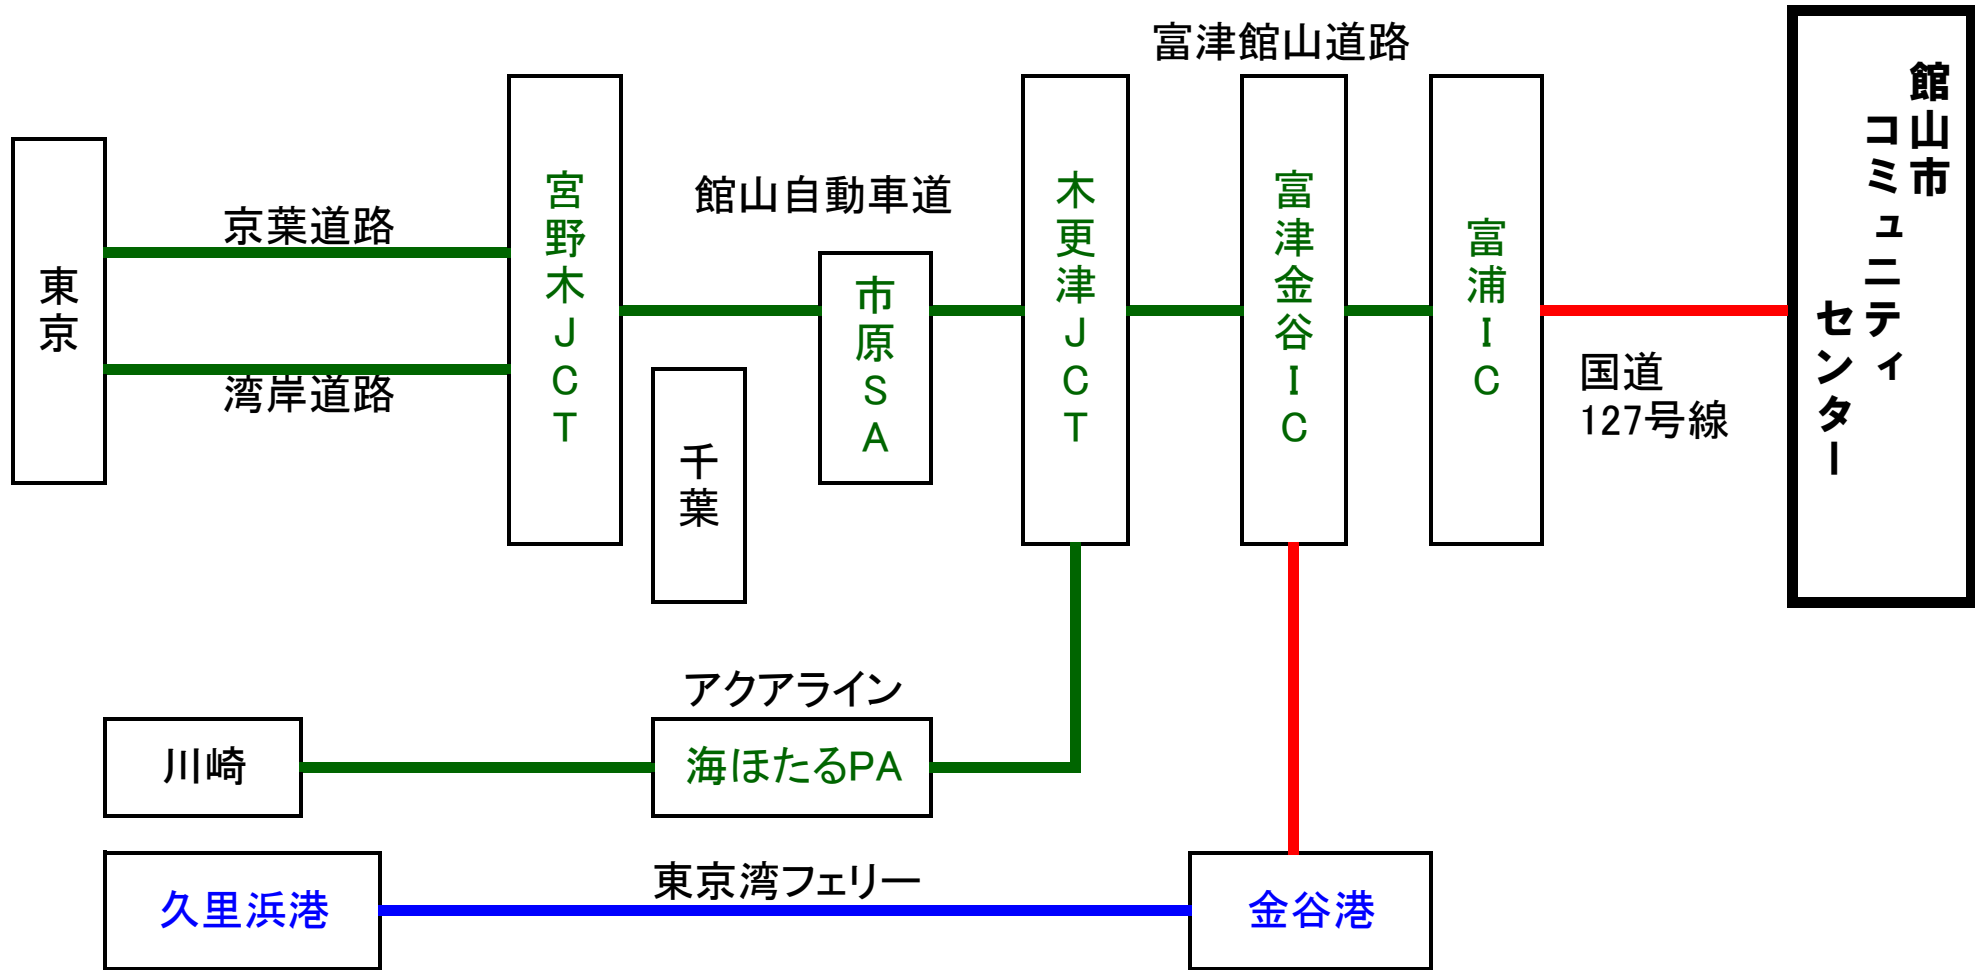 富津館山道路
館山市
コミュニティ
センター
東京
京葉道路
湾岸道路
宮野木JCT
館山自動車道
千葉
市原SA
木更津JCT
富津金谷IC
富浦IC
国道
127号線
アクアライン
川崎
海ほたるPA
東京湾フェリー
久里浜港
金谷港